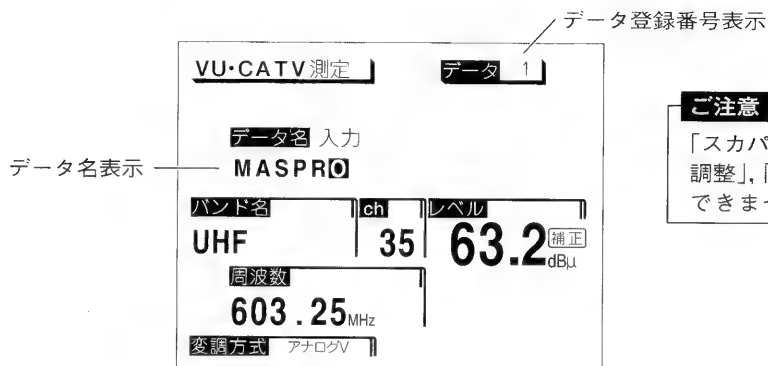 データ登録番号表示
VU・CATV測定 データ 1
データ名 入力
データ名表示 MASPRO
バンド名 ch レベル
UHF 35 63.2 補正 dBμ
周波数
603.25MHz
変調方式 アナログV
ご注意
「スカパ
調整」,「
できませ